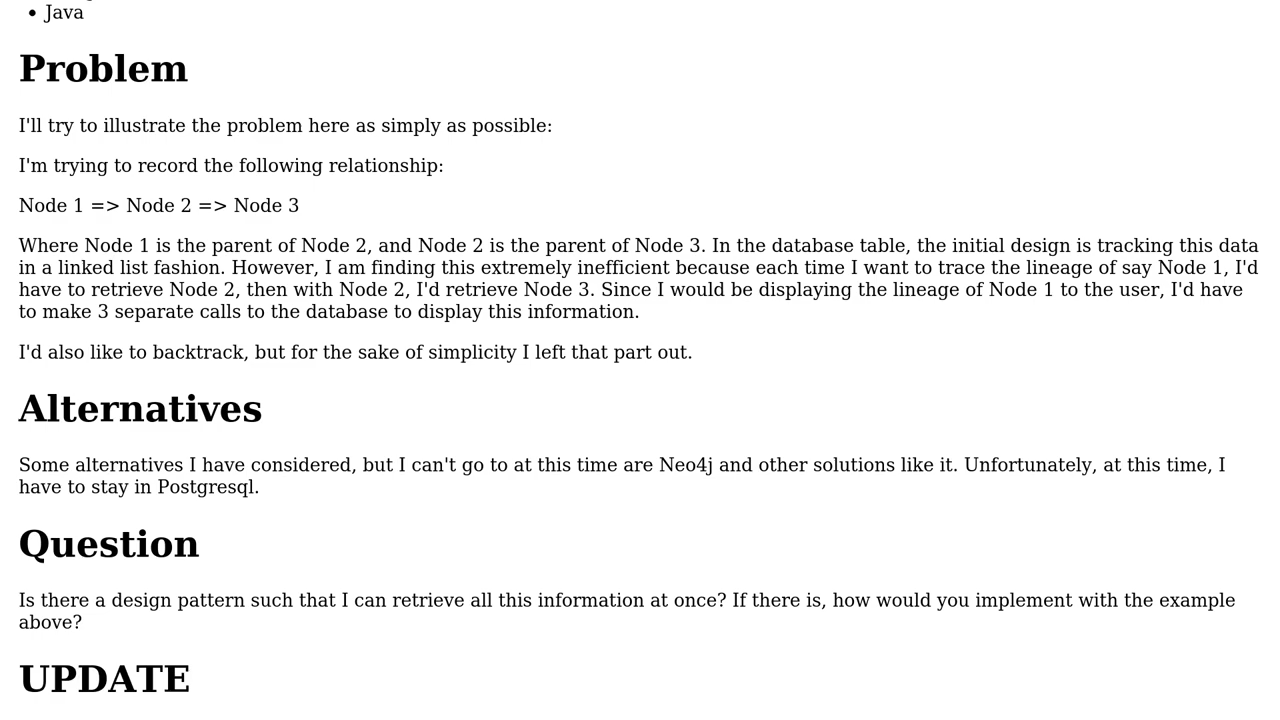 • Java
Problem
I'll try to illustrate the problem here as simply as possible:
I'm trying to record the following relationship:
Node 1 => Node 2 => Node 3
Where Node 1 is the parent of Node 2, and Node 2 is the parent of Node 3. In the database table, the initial design is tracking this data
in a linked list fashion. However, I am finding this extremely inefficient because each time I want to trace the lineage of say Node 1, I'd
have to retrieve Node 2, then with Node 2, I'd retrieve Node 3. Since I would be displaying the lineage of Node 1 to the user, I'd have
to make 3 separate calls to the database to display this information.
I'd also like to backtrack, but for the sake of simplicity I left that part out.
Alternatives
Some alternatives I have considered, but I can't go to at this time are Neo4j and other solutions like it. Unfortunately, at this time, I
have to stay in Postgresql.
Question
Is there a design pattern such that I can retrieve all this information at once? If there is, how would you implement with the example
above?
UPDATE